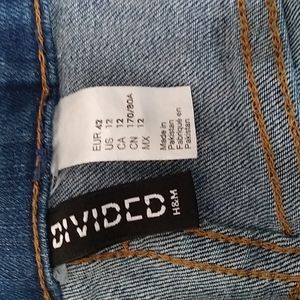 EUR 42
US 12
CA 12
CN 170/80A
MX 12
Made in
Pakistan
Fabriqué en
Pakistan
DIVIDED
H&M